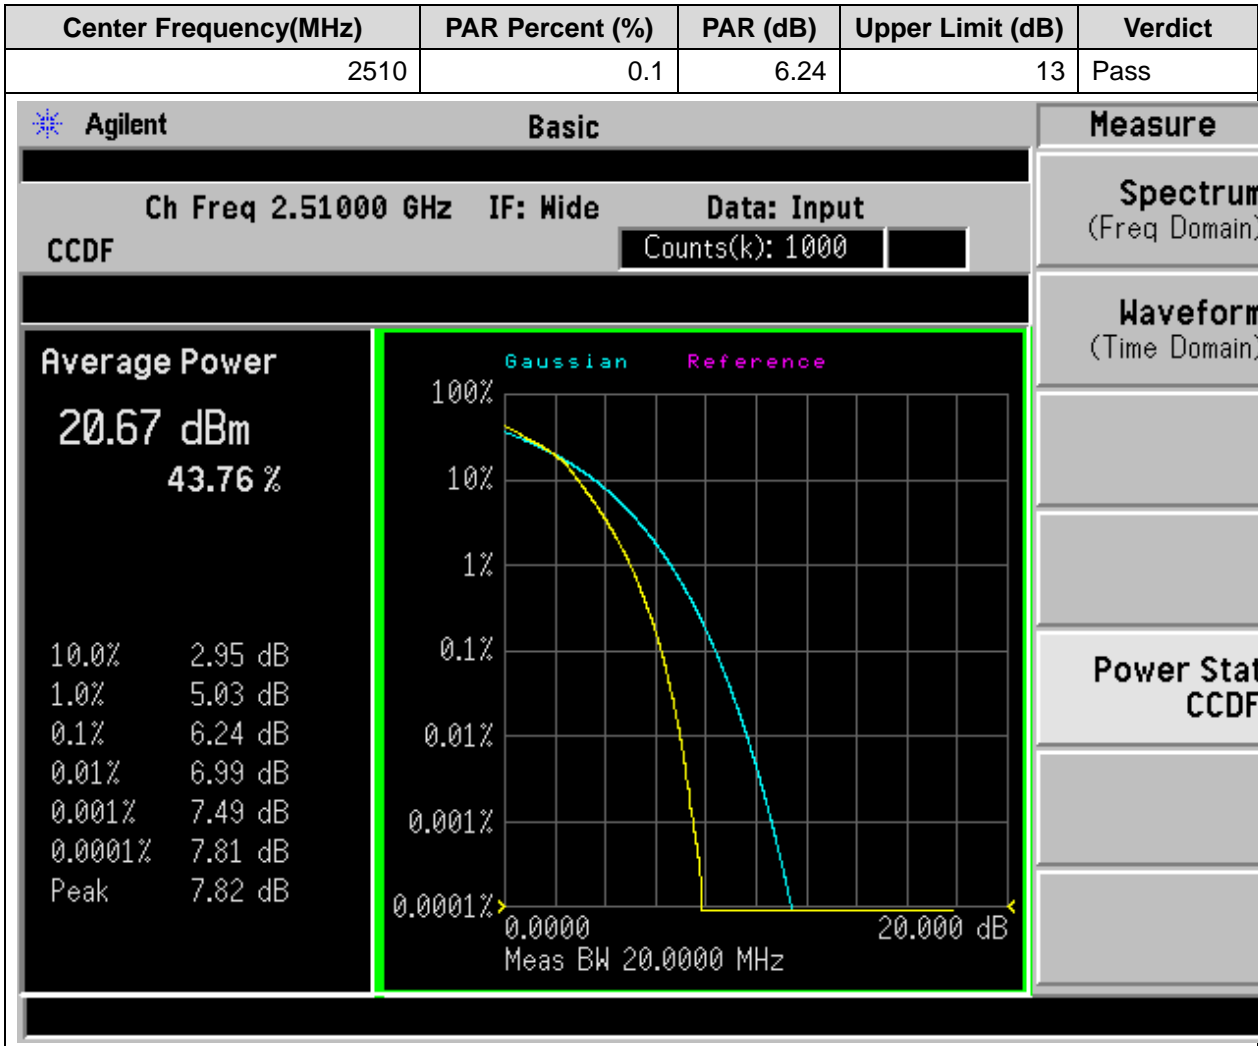 Center Frequency(MHz) PAR Percent (%) PAR (dB) Upper Limit (dB) Verdict
2510 0.1 6.24 13 Pass
Agilent Basic Measure
Ch Freq 2.51000 GHz IF: Wide Data: Input
CCDF Counts(k): 1000
Spectrum
(Freq Domain)
Waveform
(Time Domain)
Power Stat
CCDF
Average Power
20.67 dBm
43.76 %
10.0% 2.95 dB
1.0% 5.03 dB
0.1% 6.24 dB
0.01% 6.99 dB
0.001% 7.49 dB
0.0001% 7.81 dB
Peak 7.82 dB
Gaussian Reference
100%
10%
1%
0.1%
0.01%
0.001%
0.0001%
0.0000 20.000 dB
Meas BW 20.0000 MHz